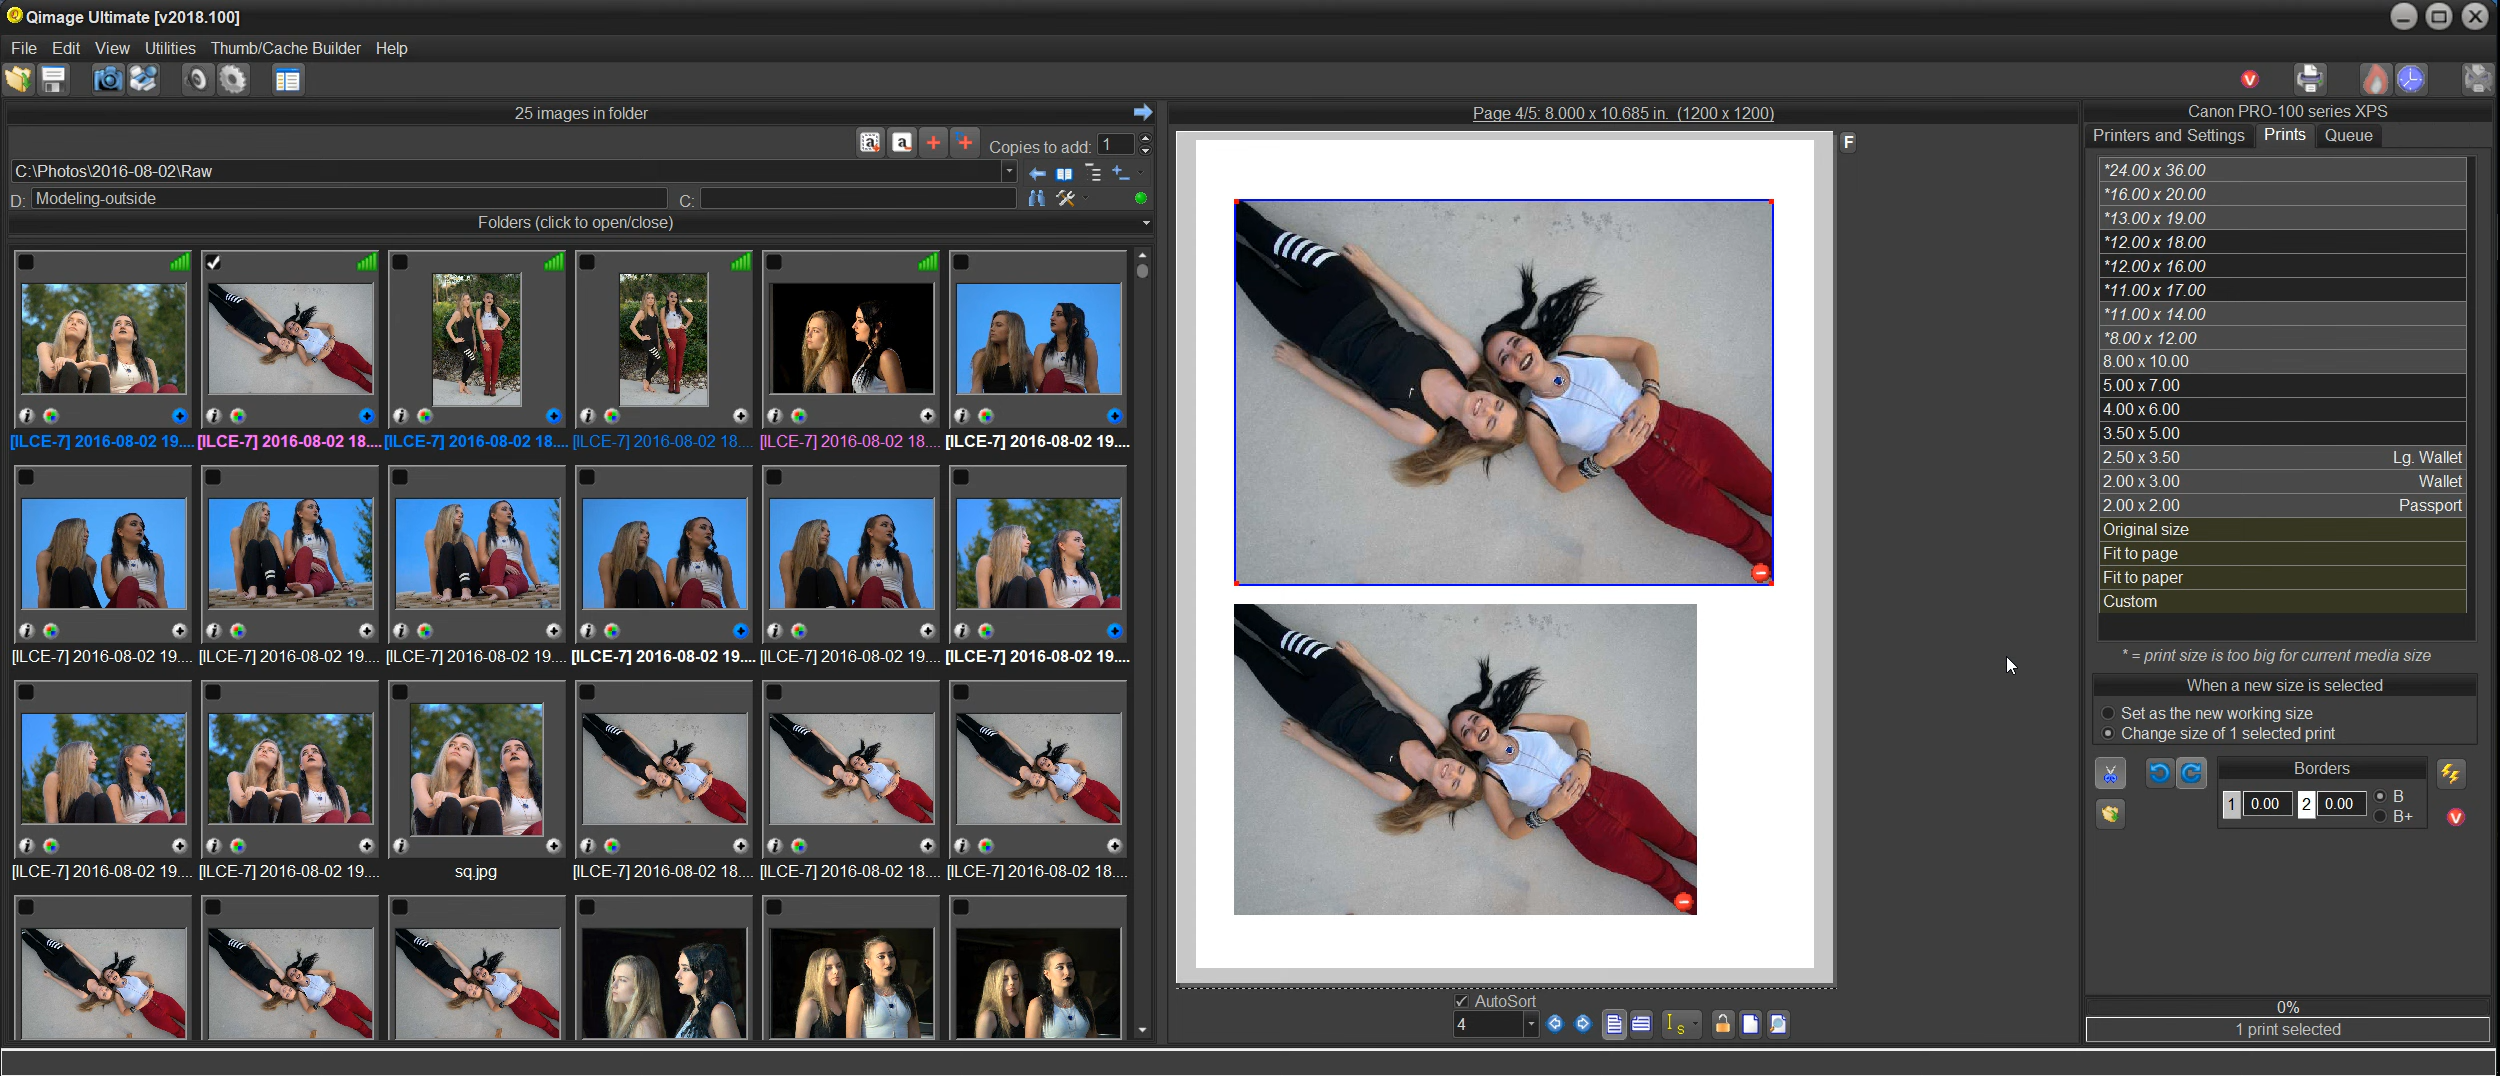 Qimage Ultimate [v2018.100]
File Edit View Utilities Thumb/Cache Builder Help
25 images in folder
Copies to add: 1
C:\Photos\2016-08-02\Raw
D: Modeling-outside C:
Folders (click to open/close)
[ILCE-7] 2016-08-02 19.... [ILCE-7] 2016-08-02 18.... [ILCE-7] 2016-08-02 18.... [ILCE-7] 2016-08-02 18.... [ILCE-7] 2016-08-02 18.... [ILCE-7] 2016-08-02 19....
[ILCE-7] 2016-08-02 19.... [ILCE-7] 2016-08-02 19.... [ILCE-7] 2016-08-02 19.... [ILCE-7] 2016-08-02 19.... [ILCE-7] 2016-08-02 19.... [ILCE-7] 2016-08-02 19....
[ILCE-7] 2016-08-02 19.... [ILCE-7] 2016-08-02 19.... sq.jpg [ILCE-7] 2016-08-02 18.... [ILCE-7] 2016-08-02 18.... [ILCE-7] 2016-08-02 18....
Page 4/5: 8.000 x 10.685 in. (1200 x 1200)
F
AutoSort
4
Canon PRO-100 series XPS
Printers and Settings Prints Queue
*24.00 x 36.00
*16.00 x 20.00
*13.00 x 19.00
*12.00 x 18.00
*12.00 x 16.00
*11.00 x 17.00
*11.00 x 14.00
*8.00 x 12.00
8.00 x 10.00
5.00 x 7.00
4.00 x 6.00
3.50 x 5.00
2.50 x 3.50 Lg. Wallet
2.00 x 3.00 Wallet
2.00 x 2.00 Passport
Original size
Fit to page
Fit to paper
Custom
* = print size is too big for current media size
When a new size is selected
Set as the new working size
Change size of 1 selected print
Borders
1 0.00 2 0.00 B
B+
0%
1 print selected